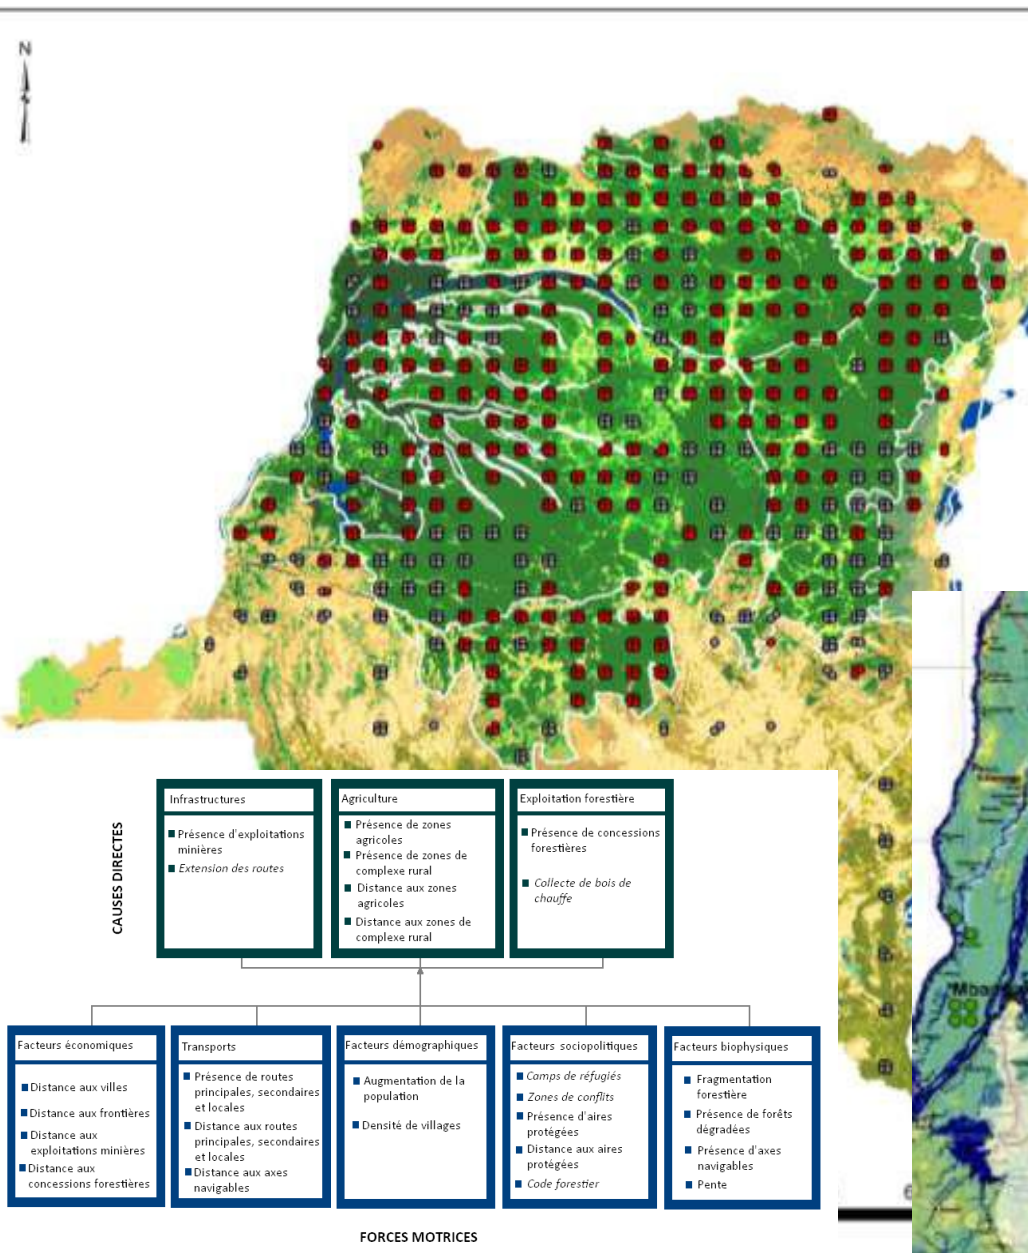 N
CAUSES DIRECTES
Infrastructures
Présence d'exploitations
minières
Extension des routes
Agriculture
Présence de zones
agricoles
Présence de zones de
complexe rural
Distance aux zones
agricoles
Distance aux zones de
complexe rural
Exploitation forestière
Présence de concessions
forestières
Collecte de bois de
chauffe
Facteurs économiques
Distance aux villes
Distance aux frontières
Distance aux
exploitations minières
Distance aux
concessions forestières
Transports
Présence de routes
principales, secondaires
et locales
Distance aux routes
principales, secondaires
et locales
Distance aux axes
navigables
Facteurs démographiques
Augmentation de la
population
Densité de villages
Facteurs sociopolitiques
Camps de réfugiés
Zones de conflits
Présence d'aires
protégées
Distance aux aires
protégées
Code forestier
Facteurs biophysiques
Fragmentation
forestière
Présence de forêts
dégradées
Présence d'axes
navigables
Pente
FORCES MOTRICES